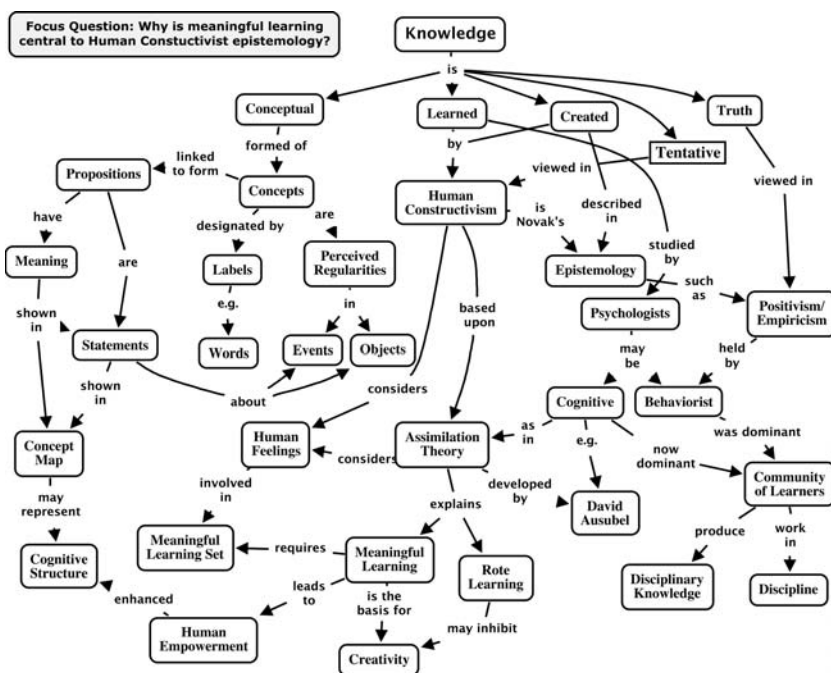 Focus Question: Why is meaningful learning
central to Human Constuctivist epistemology?
Knowledge
is
Conceptual
Learned
Created
Truth
formed of
by
Tentative
linked
to form
viewed in
Propositions
Concepts
Human
Constructivism
viewed in
have
designated by
are
is
Novak's
described
in
studied
by
Meaning
are
Labels
Perceived
Regularities
Epistemology
such
as
shown
in
e.g.
in
based
upon
Psychologists
Positivism/
Empiricism
Statements
Words
Events
Objects
may
be
held
by
shown
in
about
considers
Cognitive
Behaviorist
Concept
Map
Human
Feelings
considers
Assimilation
Theory
as
in
e.g.
now
dominant
was dominant
may
represent
involved
in
explains
developed
by
David
Ausubel
Community
of Learners
Cognitive
Structure
Meaningful
Learning Set
requires
Meaningful
Learning
Rote
Learning
produce
work
in
Disciplinary
Knowledge
Discipline
enhanced
leads
to
is the
basis for
Human
Empowerment
may inhibit
Creativity